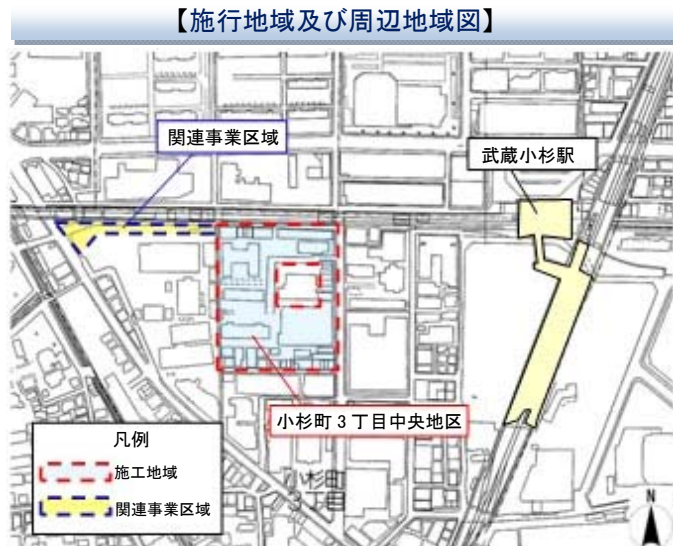 【施行地域及び周辺地域図】
関連事業区域
武蔵小杉駅
小杉町３丁目中央地区
凡例
施工地域
関連事業区域
小杉町
３丁目
N